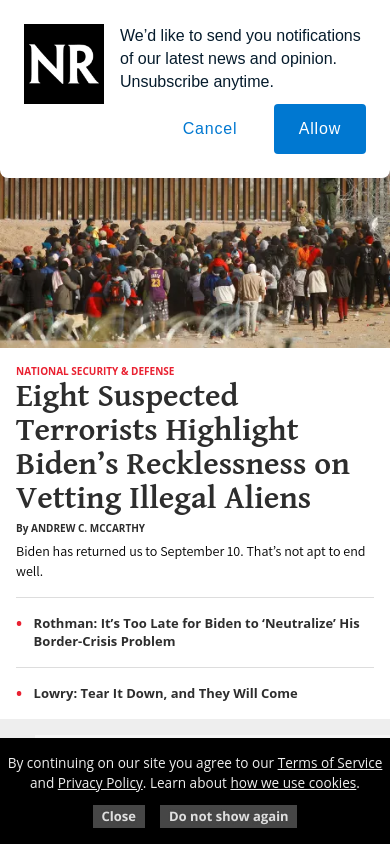 NR
We’d like to send you notifications
of our latest news and opinion.
Unsubscribe anytime.
Cancel
Allow
NATIONAL SECURITY & DEFENSE
Eight Suspected
Terrorists Highlight
Biden’s Recklessness on
Vetting Illegal Aliens
By ANDREW C. MCCARTHY
Biden has returned us to September 10. That’s not apt to end
well.
• Rothman: It’s Too Late for Biden to ‘Neutralize’ His
Border-Crisis Problem
• Lowry: Tear It Down, and They Will Come
By continuing on our site you agree to our Terms of Service
and Privacy Policy. Learn about how we use cookies.
Close
Do not show again